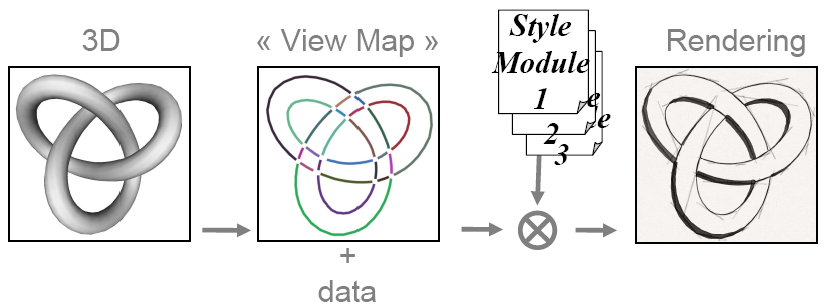 3D
« View Map »
Style
Module
1
e
2
e
3
Rendering
+
data